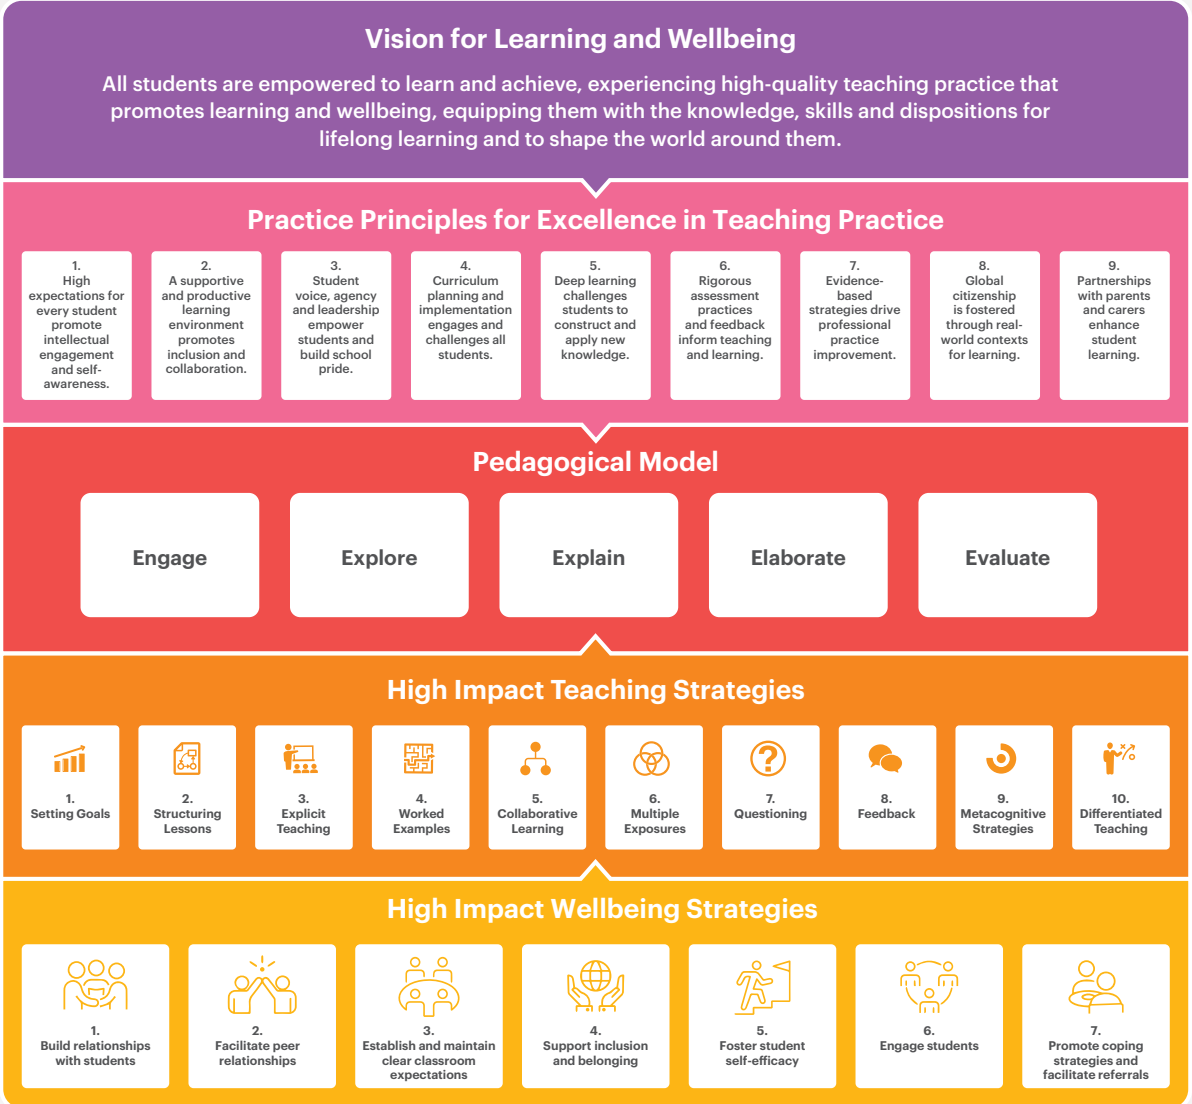 Vision for Learning and Wellbeing
All students are empowered to learn and achieve, experiencing high-quality teaching practice that
promotes learning and wellbeing, equipping them with the knowledge, skills and dispositions for
lifelong learning and to shape the world around them.
Practice Principles for Excellence in Teaching Practice
1.
High
expectations for
every student
promote
intellectual
engagement
and self-
awareness.
2.
A supportive
and productive
learning
environment
promotes
inclusion and
collaboration.
3.
Student
voice, agency
and leadership
empower
students and
build school
pride.
4.
Curriculum
planning and
implementation
engages and
challenges all
students.
5.
Deep learning
challenges
students to
construct and
apply new
knowledge.
6.
Rigorous
assessment
practices
and feedback
inform teaching
and learning.
7.
Evidence-
based
strategies drive
professional
practice
improvement.
8.
Global
citizenship
is fostered
through real-
world contexts
for learning.
9.
Partnerships
with parents
and carers
enhance
student
learning.
Pedagogical Model
Engage
Explore
Explain
Elaborate
Evaluate
High Impact Teaching Strategies
1.
Setting Goals
2.
Structuring
Lessons
3.
Explicit
Teaching
4.
Worked
Examples
5.
Collaborative
Learning
6.
Multiple
Exposures
?
7.
Questioning
8.
Feedback
9.
Metacognitive
Strategies
10.
Differentiated
Teaching
High Impact Wellbeing Strategies
1.
Build relationships
with students
2.
Facilitate peer
relationships
3.
Establish and maintain
clear classroom
expectations
4.
Support inclusion
and belonging
5.
Foster student
self-efficacy
6.
Engage students
7.
Promote coping
strategies and
facilitate referrals